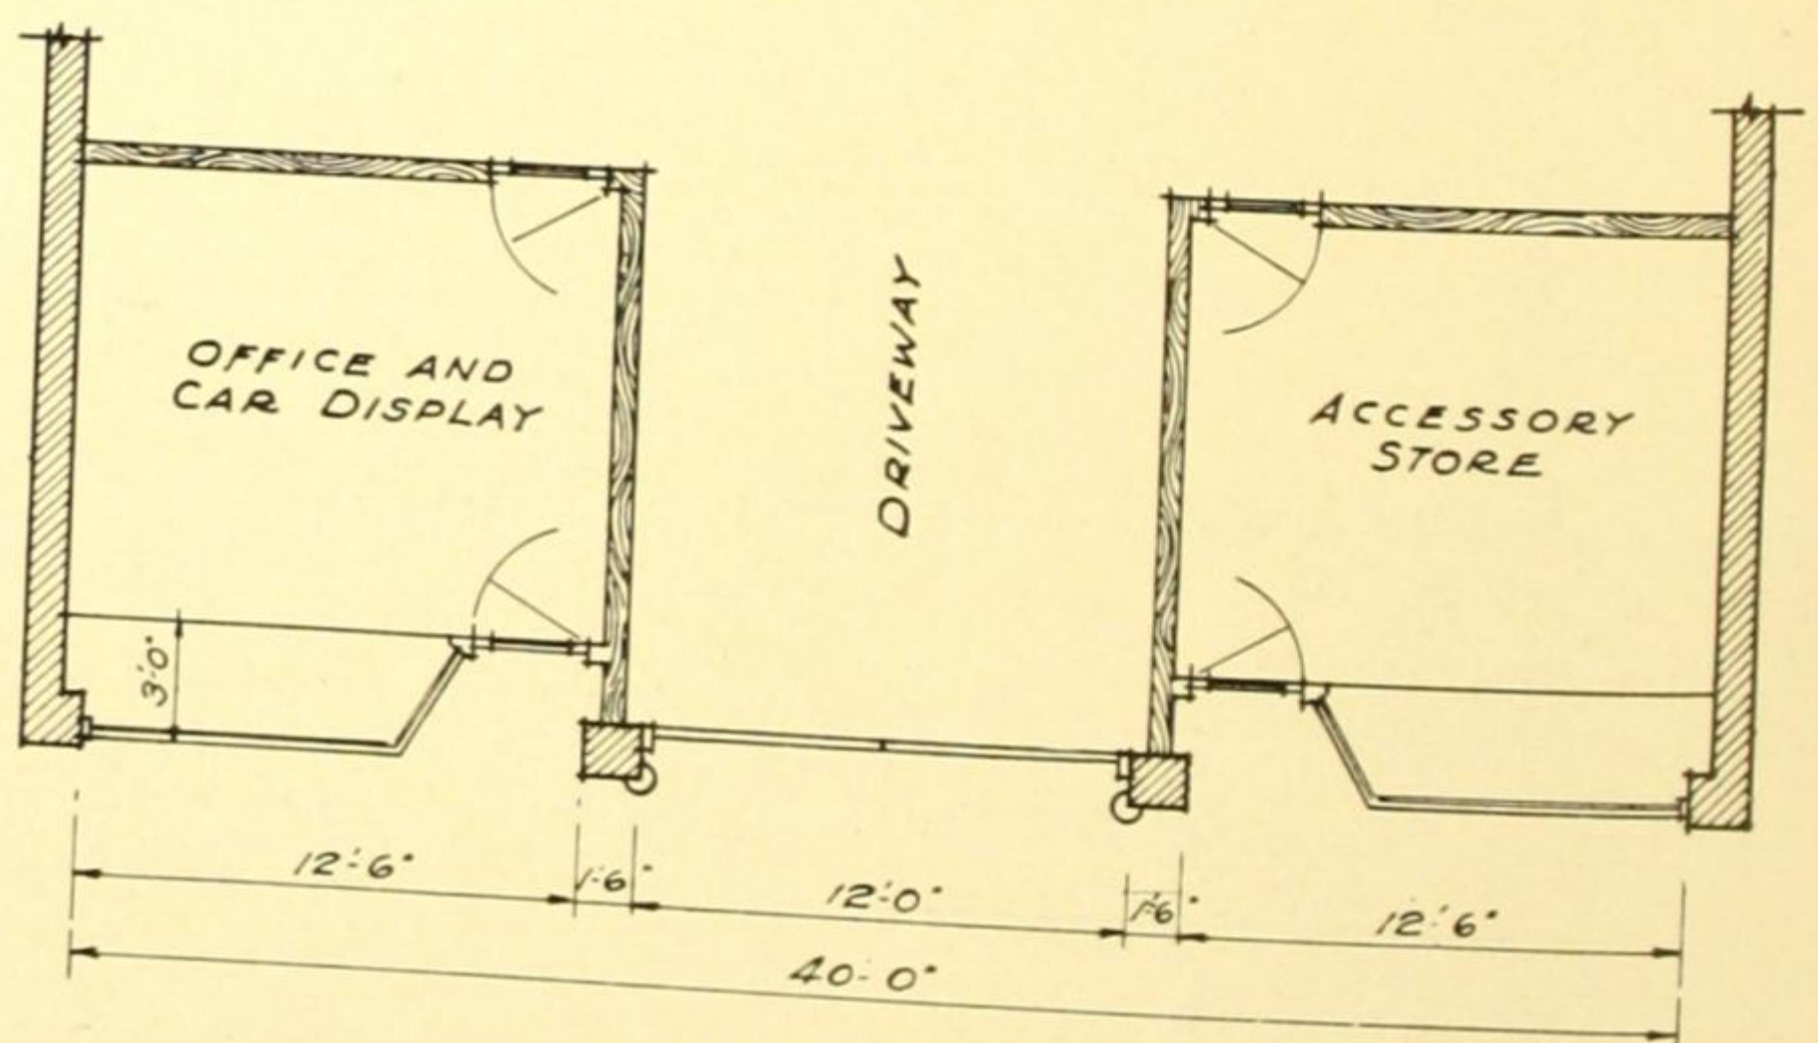 OFFICE AND
CAR DISPLAY
DRIVEWAY
ACCESSORY
STORE
3'-0"
12'-6"
1'-6"
12'-0"
1'-6"
12'-6"
40'-0"